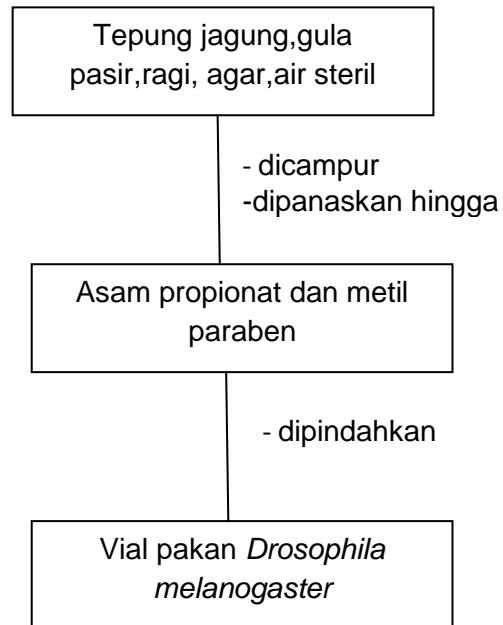 Tepung jagung,gula
pasir,ragi, agar,air steril
- dicampur
-dipanaskan hingga
Asam propionat dan metil
paraben
- dipindahkan
Vial pakan Drosophila
melanogaster